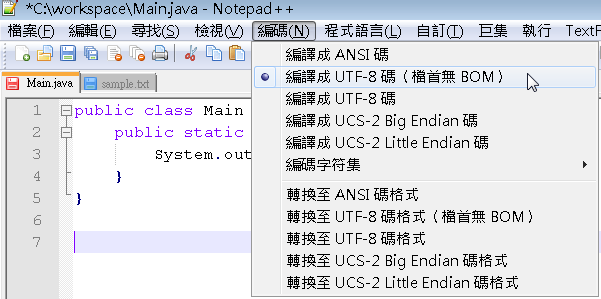 *C:\workspace\Main.java - Notepad++
檔案(F) 編輯(E) 尋找(S) 檢視(V) 編碼(N) 程式語言(L) 設定(T) 巨集 執行 TextF
Main.java sample.txt
1 public class Main
2 public static
3 System.out
4 }
5 }
6
7
編譯成 ANSI 碼
編譯成 UTF-8 碼（檔首無 BOM）
編譯成 UTF-8 碼
編譯成 UCS-2 Big Endian 碼
編譯成 UCS-2 Little Endian 碼
編碼字符集
轉換至 ANSI 碼格式
轉換至 UTF-8 碼格式（檔首無 BOM）
轉換至 UTF-8 碼格式
轉換至 UCS-2 Big Endian 碼格式
轉換至 UCS-2 Little Endian 碼格式